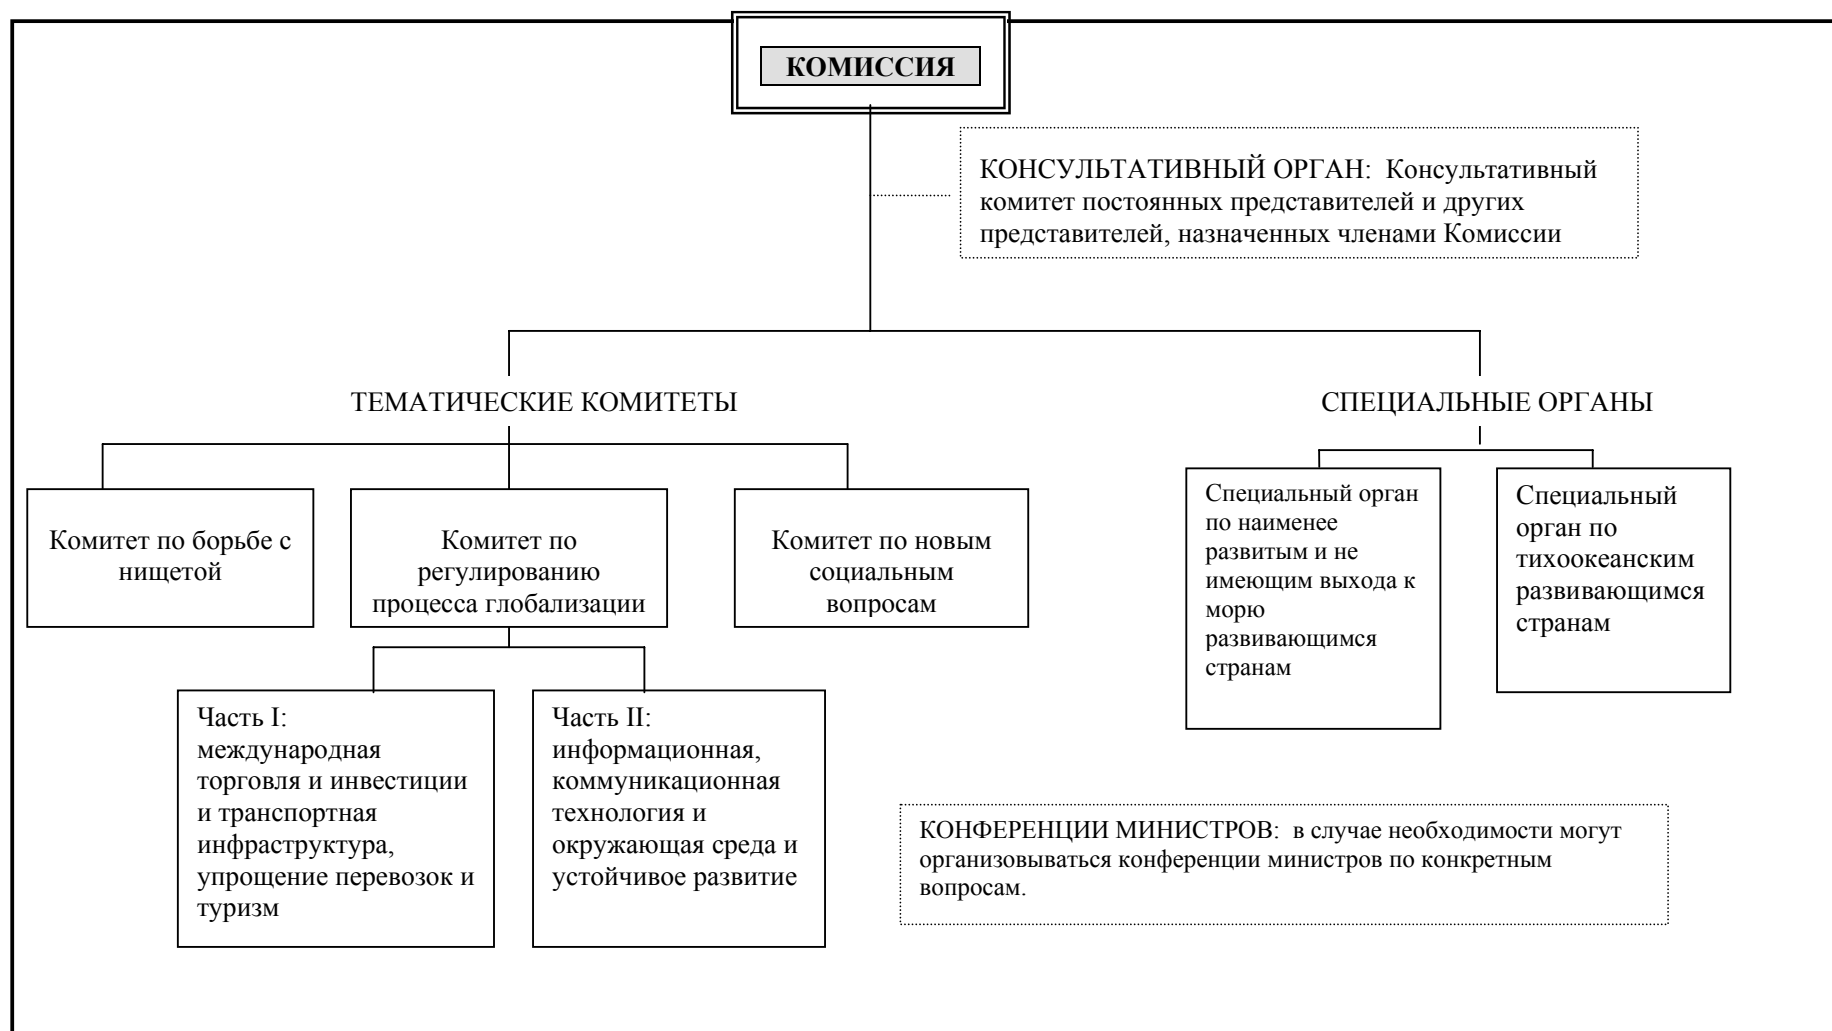 КОМИССИЯ
КОНСУЛЬТАТИВНЫЙ ОРГАН: Консультативный
комитет постоянных представителей и других
представителей, назначенных членами Комиссии
ТЕМАТИЧЕСКИЕ КОМИТЕТЫ
СПЕЦИАЛЬНЫЕ ОРГАНЫ
Комитет по борьбе с
нищетой
Комитет по
регулированию
процесса глобализации
Комитет по новым
социальным
вопросам
Специальный орган
по наименее
развитым и не
имеющим выхода к
морю
развивающимся
странам
Специальный
орган по
тихоокеанским
развивающимся
странам
Часть I:
международная
торговля и инвестиции
и транспортная
инфраструктура,
упрощение перевозок и
туризм
Часть II:
информационная,
коммуникационная
технология и
окружающая среда и
устойчивое развитие
КОНФЕРЕНЦИИ МИНИСТРОВ: в случае необходимости могут
организовываться конференции министров по конкретным
вопросам.